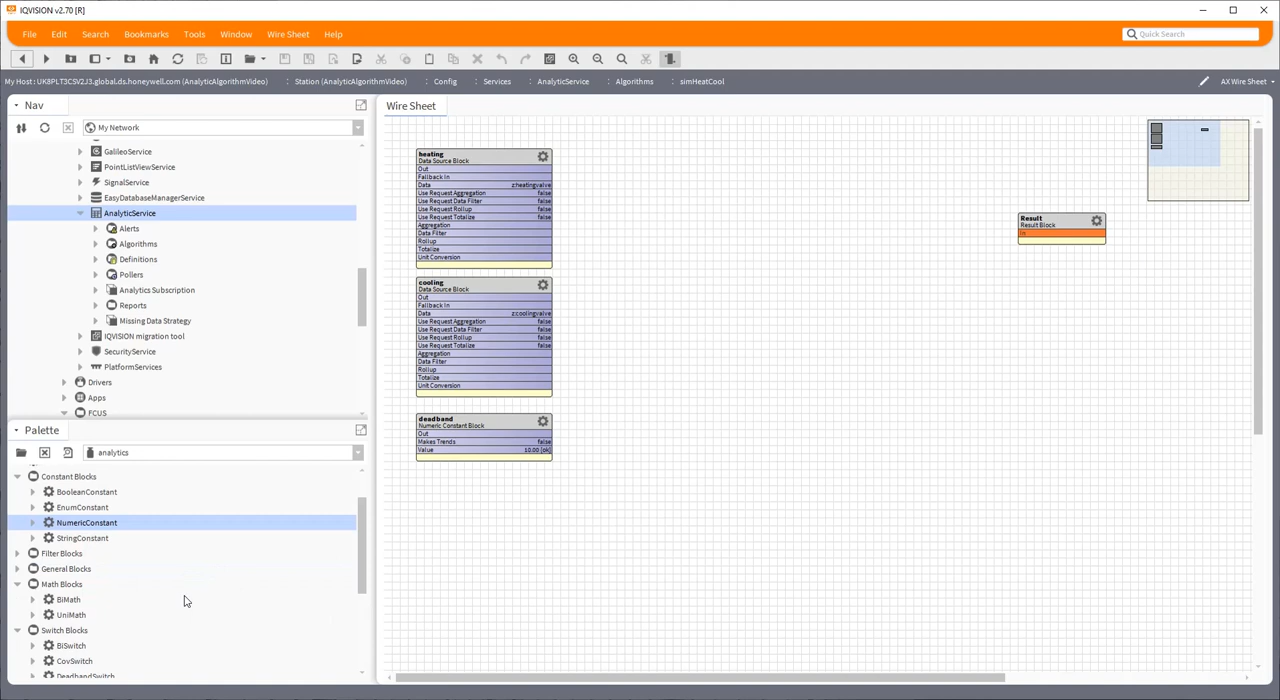 IQVISION v2.70 [R]
File Edit Search Bookmarks Tools Window Wire Sheet Help
Quick Search
My Host : UK8PLT3CSV2J3.global.ds.honeywell.com (AnalyticAlgorithmVideo) Station (AnalyticAlgorithmVideo) Config Services AnalyticService Algorithms simHeatCool AX Wire Sheet
Nav
My Network
GalileoService
PointListViewService
SignalService
EasyDatabaseManagerService
AnalyticService
Alerts
Algorithms
Definitions
Pollers
Analytics Subscription
Reports
Missing Data Strategy
IQVISION migration tool
SecurityService
PlatformServices
Drivers
Apps
FCUS
Palette
analytics
Constant Blocks
BooleanConstant
EnumConstant
NumericConstant
StringConstant
Filter Blocks
General Blocks
Math Blocks
BiMath
UniMath
Switch Blocks
BiSwitch
CovSwitch
DeadbandSwitch
Wire Sheet
heating
Data Source Block
Out
Fallback In
Data z:heatingvalve
Use Request Aggregation false
Use Request Data Filter false
Use Request Rollup false
Use Request Totalize false
Aggregation
Data Filter
Rollup
Totalize
Unit Conversion
cooling
Data Source Block
Out
Fallback In
Data z:coolingvalve
Use Request Aggregation false
Use Request Data Filter false
Use Request Rollup false
Use Request Totalize false
Aggregation
Data Filter
Rollup
Totalize
Unit Conversion
deadband
Numeric Constant Block
Out
Makes Trends false
Value 10.00 {ok}
Result
Result Block
In